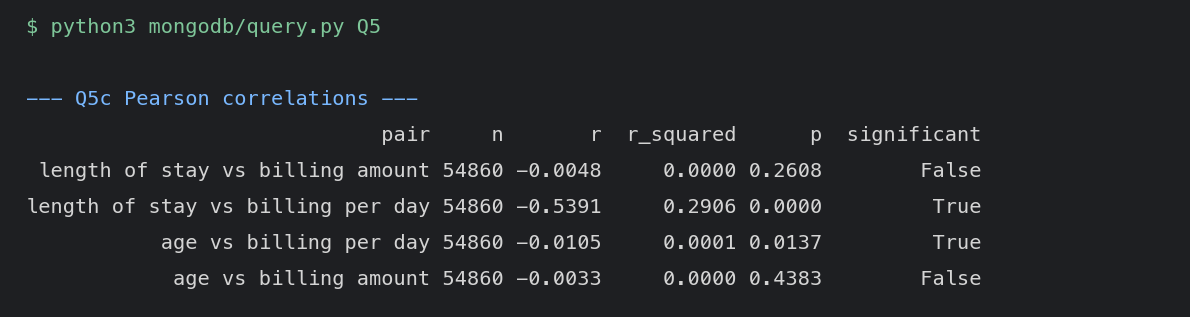 $ python3 mongodb/query.py Q5
--- Q5c Pearson correlations ---
pair n r r_squared p significant
length of stay vs billing amount 54860 -0.0048 0.0000 0.2608 False
length of stay vs billing per day 54860 -0.5391 0.2906 0.0000 True
age vs billing per day 54860 -0.0105 0.0001 0.0137 True
age vs billing amount 54860 -0.0033 0.0000 0.4383 False